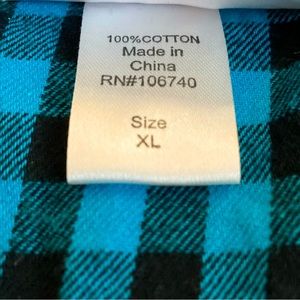 100%COTTON
Made in
China
RN#106740
Size
XL